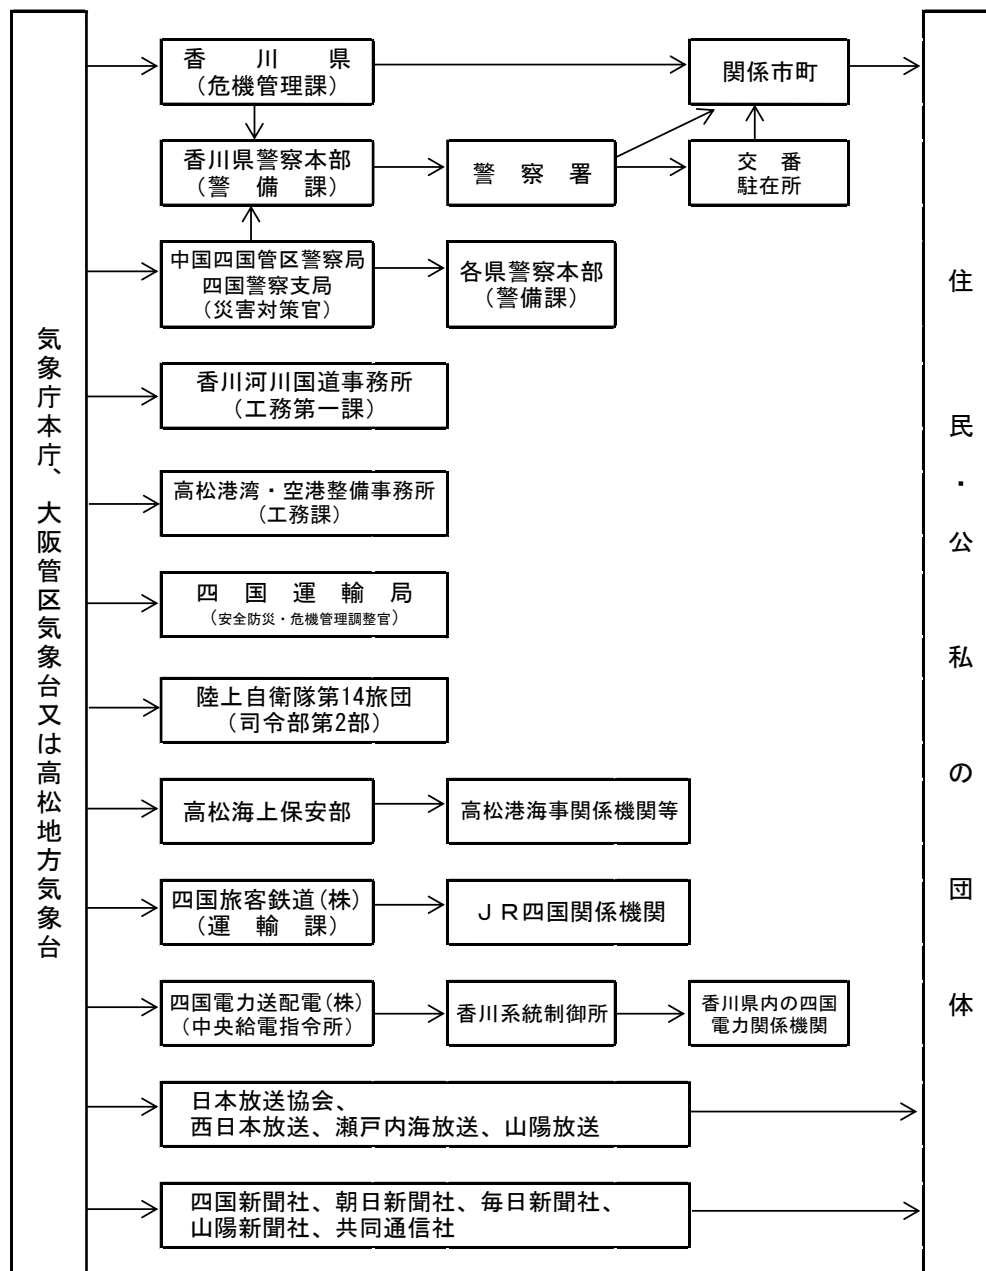 気象庁本庁、大阪管区気象台又は高松地方気象台
香川県
（危機管理課）
関係市町
香川県警察本部
（警備課）
警察署
交番
駐在所
中国四国管区警察局
四国警察支局
（災害対策官）
各県警察本部
（警備課）
香川河川国道事務所
（工務第一課）
高松港湾・空港整備事務所
（工務課）
四国運輸局
（安全防災・危機管理調整官）
陸上自衛隊第14旅団
（司令部第2部）
高松海上保安部
高松港海事関係機関等
四国旅客鉄道(株)
（運輸課）
ＪＲ四国関係機関
四国電力送配電(株)
（中央給電指令所）
香川系統制御所
香川県内の四国
電力関係機関
日本放送協会、
西日本放送、瀬戸内海放送、山陽放送
四国新聞社、朝日新聞社、毎日新聞社、
山陽新聞社、共同通信社
住民・公私の団体